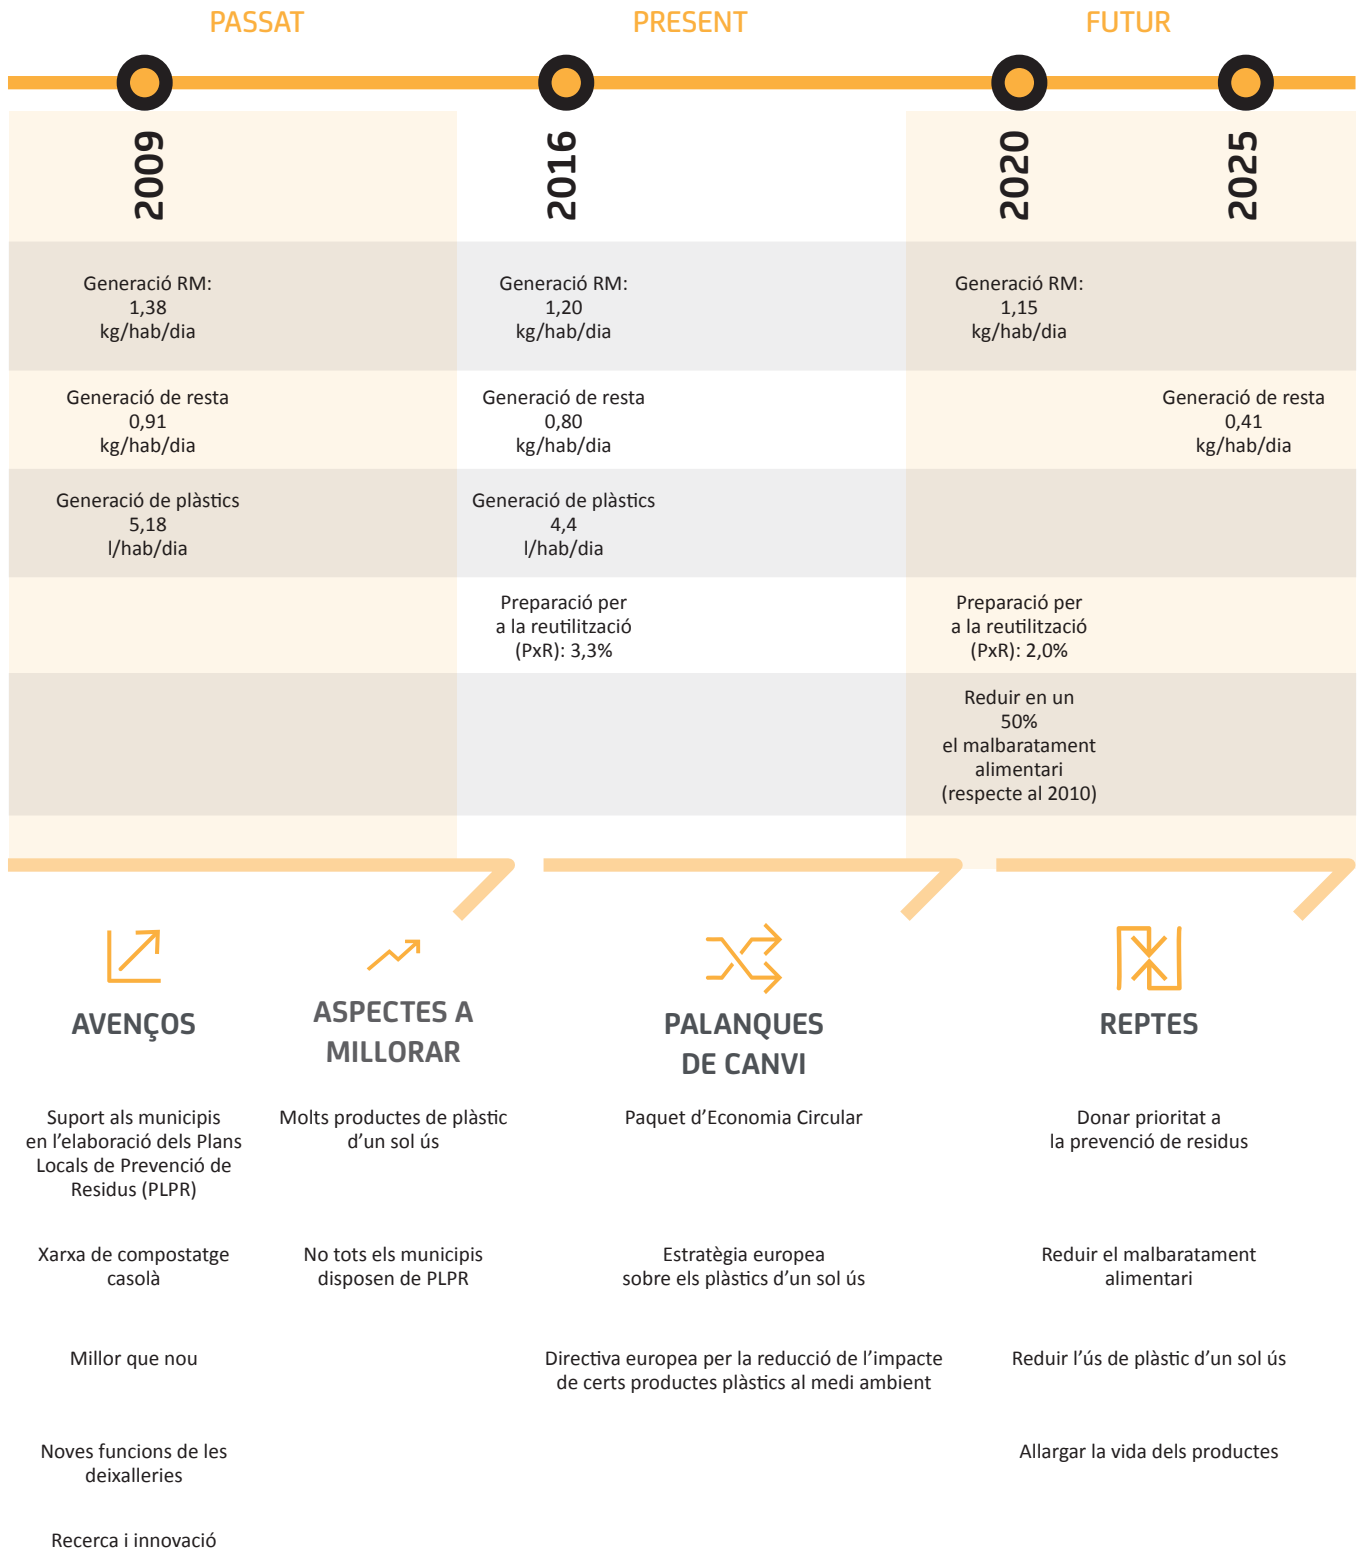 PASSAT
PRESENT
FUTUR
2009
2016
2020
2025
Generació RM:
1,38
kg/hab/dia
Generació RM:
1,20
kg/hab/dia
Generació RM:
1,15
kg/hab/dia
Generació de resta
0,91
kg/hab/dia
Generació de resta
0,80
kg/hab/dia
Generació de resta
0,41
kg/hab/dia
Generació de plàstics
5,18
l/hab/dia
Generació de plàstics
4,4
l/hab/dia
Preparació per
a la reutilització
(PxR): 3,3%
Preparació per
a la reutilització
(PxR): 2,0%
Reduir en un
50%
el malbaratament
alimentari
(respecte al 2010)
AVENÇOS
Suport als municipis
en l’elaboració dels Plans
Locals de Prevenció de
Residus (PLPR)
Xarxa de compostatge
casolà
Millor que nou
Noves funcions de les
deixalleries
Recerca i innovació
ASPECTES A
MILLORAR
Molts productes de plàstic
d’un sol ús
No tots els municipis
disposen de PLPR
PALANQUES
DE CANVI
Paquet d’Economia Circular
Estratègia europea
sobre els plàstics d’un sol ús
Directiva europea per la reducció de l’impacte
de certs productes plàstics al medi ambient
REPTES
Donar prioritat a
la prevenció de residus
Reduir el malbaratament
alimentari
Reduir l’ús de plàstic d’un sol ús
Allargar la vida dels productes